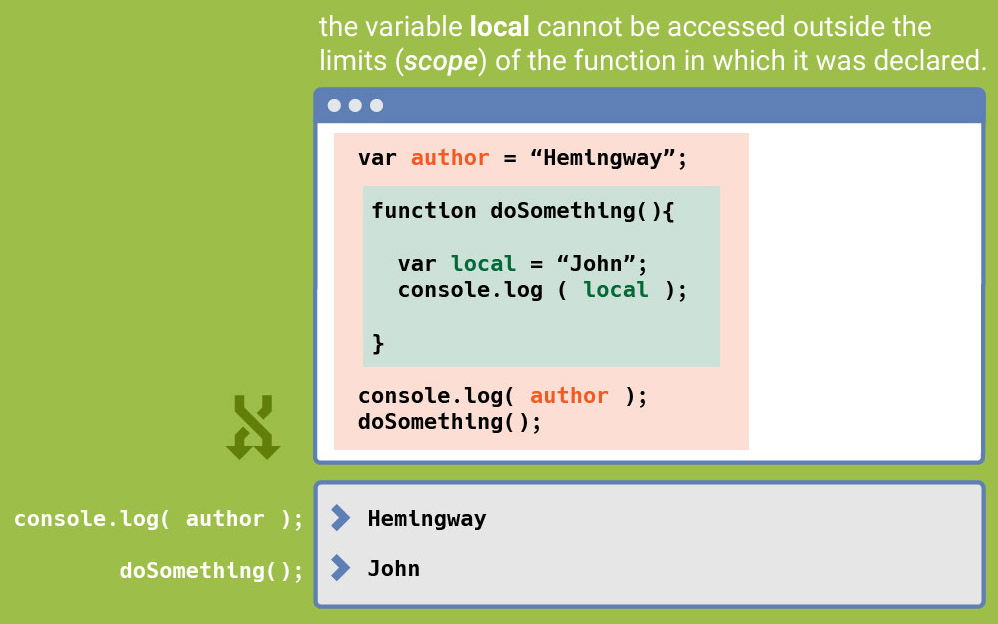 the variable local cannot be accessed outside the
limits (scope) of the function in which it was declared.
var author = “Hemingway”;
function doSomething(){
var local = “John”;
console.log ( local );
}
console.log( author );
doSomething();
console.log( author ); Hemingway
doSomething(); John